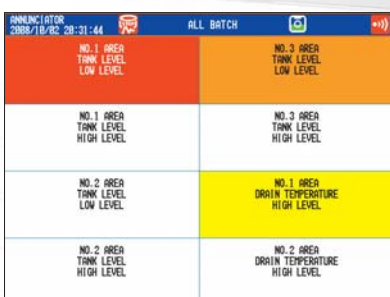 ANNUNCIATOR
2008/10/02 20:31:44
ALL BATCH
NO.1 AREA
TANK LEVEL
LOW LEVEL
NO.3 AREA
TANK LEVEL
LOW LEVEL
NO.1 AREA
TANK LEVEL
HIGH LEVEL
NO.3 AREA
TANK LEVEL
HIGH LEVEL
NO.2 AREA
TANK LEVEL
LOW LEVEL
NO.1 AREA
DRAIN TEMPERATURE
HIGH LEVEL
NO.2 AREA
TANK LEVEL
HIGH LEVEL
NO.2 AREA
DRAIN TEMPERATURE
HIGH LEVEL